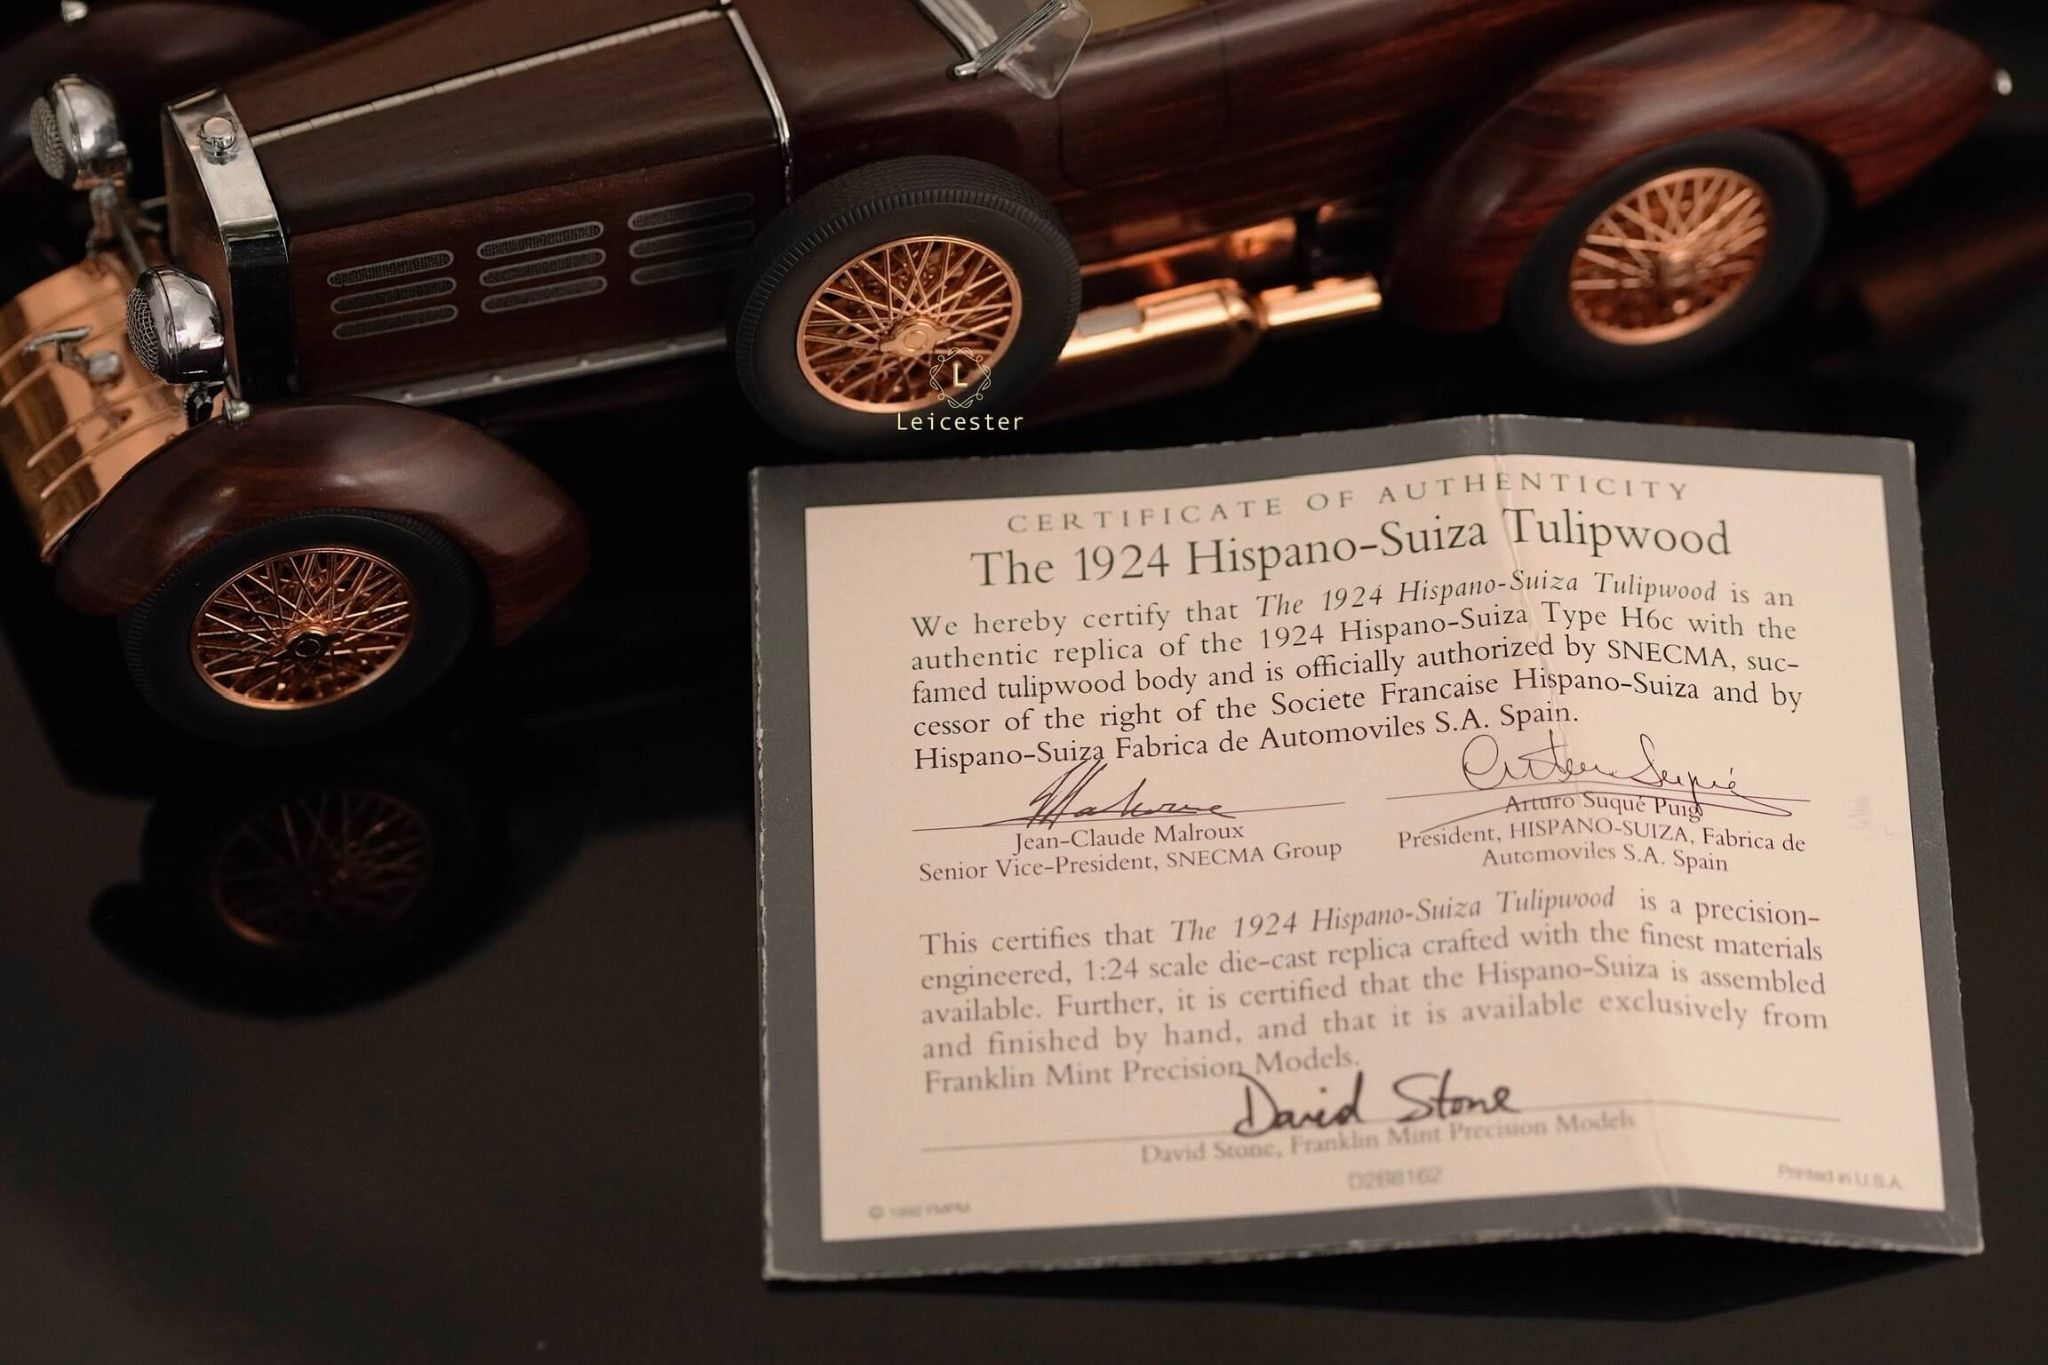 L
Leicester
CERTIFICATE OF AUTHENTICITY
The 1924 Hispano-Suiza Tulipwood
We hereby certify that The 1924 Hispano-Suiza Tulipwood is an
authentic replica of the 1924 Hispano-Suiza Type H6c with the
famed tulipwood body and is officially authorized by SNECMA, suc-
cessor of the right of the Societe Francaise Hispano-Suiza and by
Hispano-Suiza Fabrica de Automoviles S.A. Spain.
Jean-Claude Malroux
Senior Vice-President, SNECMA Group
Arturo Suqué Puig
President, HISPANO-SUIZA, Fabrica de
Automoviles S.A. Spain
This certifies that The 1924 Hispano-Suiza Tulipwood is a precision-
engineered, 1:24 scale die-cast replica crafted with the finest materials
available. Further, it is certified that the Hispano-Suiza is assembled
and finished by hand, and that it is available exclusively from
Franklin Mint Precision Models.
David Stone
David Stone, Franklin Mint Precision Models
D2B8162
© 1992 FMPM
Printed in U.S.A.